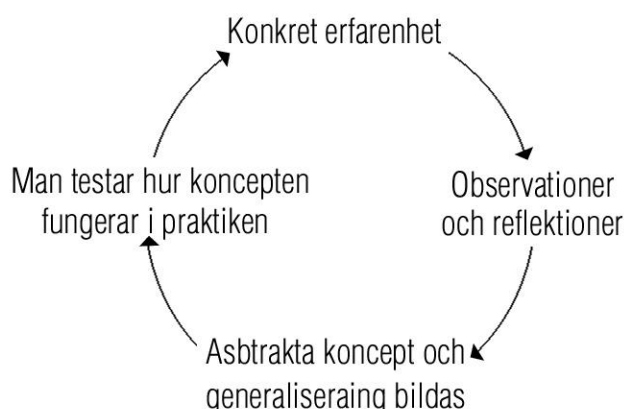 Konkret erfarenhet
Observationer
och reflektioner
Asbtrakta koncept och
generaliseraing bildas
Man testar hur koncepten
fungerar i praktiken